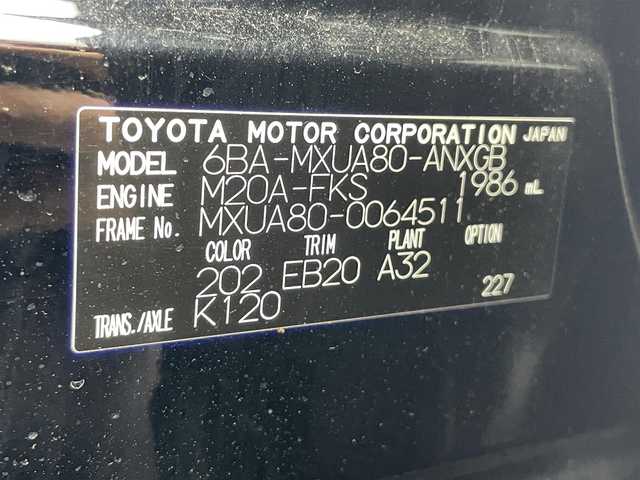 TOYOTA MOTOR CORPORATION JAPAN
MODEL 6BA-MXUA80-ANXGB
ENGINE M20A-FKS 1986 mL
FRAME No. MXUA80-0064511
COLOR TRIM PLANT OPTION
202 EB20 A32 227
TRANS./AXLE K120